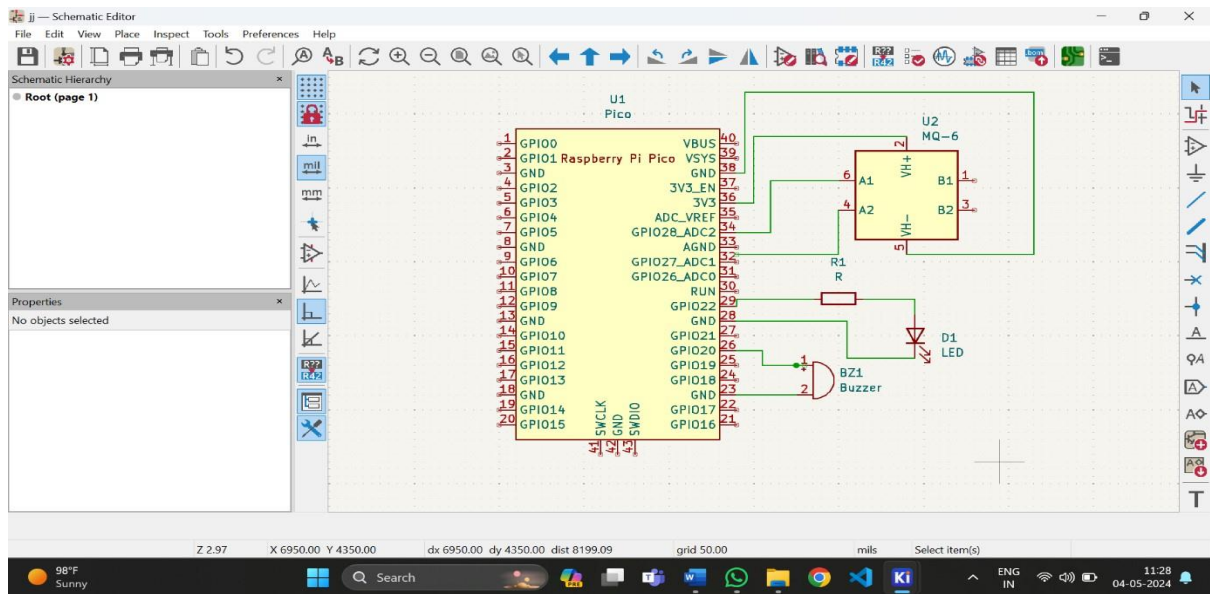 jj — Schematic Editor
File Edit View Place Inspect Tools Preferences Help
Schematic Hierarchy
Root (page 1)
Properties
No objects selected
in
mil
mm
U1
Pico
Raspberry Pi Pico
1 GPIO0
2 GPIO1
3 GND
4 GPIO2
5 GPIO3
6 GPIO4
7 GPIO5
8 GND
9 GPIO6
10 GPIO7
11 GPIO8
12 GPIO9
13 GND
14 GPIO10
15 GPIO11
16 GPIO12
17 GPIO13
18 GND
19 GPIO14
20 GPIO15
VBUS 40
VSYS 39
GND 38
3V3_EN 37
3V3 36
ADC_VREF 35
GPIO28_ADC2 34
AGND 33
GPIO27_ADC1 32
GPIO26_ADC0 31
RUN 30
GPIO22 29
GND 28
GPIO21 27
GPIO20 26
GPIO19 25
GPIO18 24
GND 23
GPIO17 22
GPIO16 21
SWCLK GND SWDIO
41 42 43
U2
MQ-6
2
VH+
6 A1 B1 1
4 A2 B2 3
VH-
5
R1
R
D1
LED
1
+
BZ1
Buzzer
2
Z 2.97 X 6950.00 Y 4350.00 dx 6950.00 dy 4350.00 dist 8199.09 grid 50.00 mils Select item(s)
98°F
Sunny
Search
Ki
ENG
IN
11:28
04-05-2024